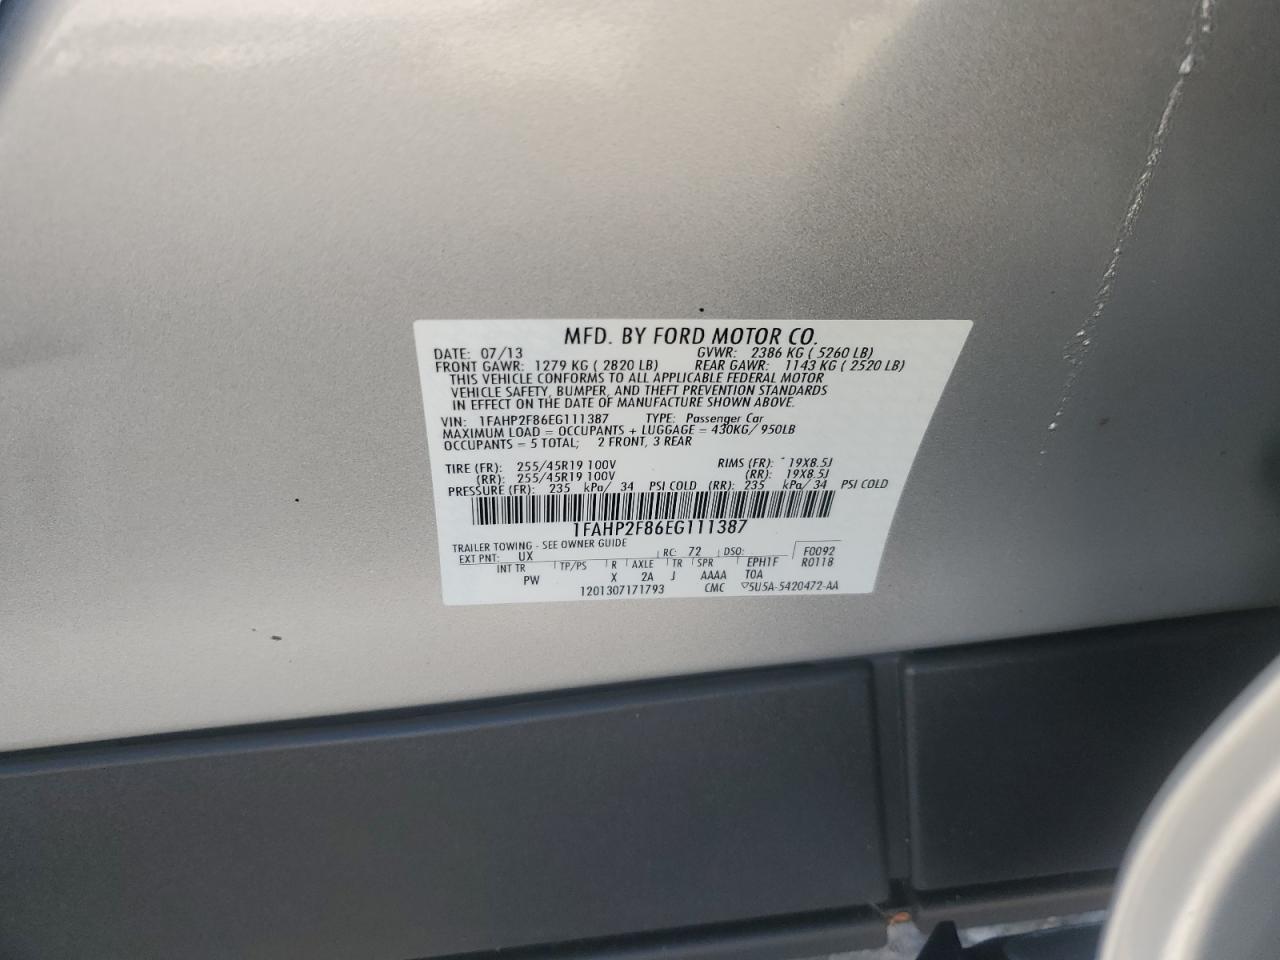 MFD. BY FORD MOTOR CO.
DATE: 07/13 GVWR: 2386 KG ( 5260 LB)
FRONT GAWR: 1279 KG ( 2820 LB) REAR GAWR: 1143 KG ( 2520 LB)
THIS VEHICLE CONFORMS TO ALL APPLICABLE FEDERAL MOTOR
VEHICLE SAFETY, BUMPER, AND THEFT PREVENTION STANDARDS
IN EFFECT ON THE DATE OF MANUFACTURE SHOWN ABOVE.
VIN: 1FAHP2F86EG111387 TYPE: Passenger Car
MAXIMUM LOAD = OCCUPANTS + LUGGAGE = 430KG/ 950LB
OCCUPANTS = 5 TOTAL; 2 FRONT, 3 REAR
TIRE (FR): 255/45R19 100V RIMS (FR): 19X8.5J
(RR): 255/45R19 100V (RR): 19X8.5J
PRESSURE (FR): 235 kPa/ 34 PSI COLD (RR): 235 kPa/ 34 PSI COLD
1FAHP2F86EG111387
TRAILER TOWING - SEE OWNER GUIDE
EXT PNT: UX RC: 72 DSO: F0092
INT TR TP/PS R AXLE TR SPR EPH1F R0118
PW X 2A J AAAA T0A
1201307171793 CMC ▽5U5A-5420472-AA